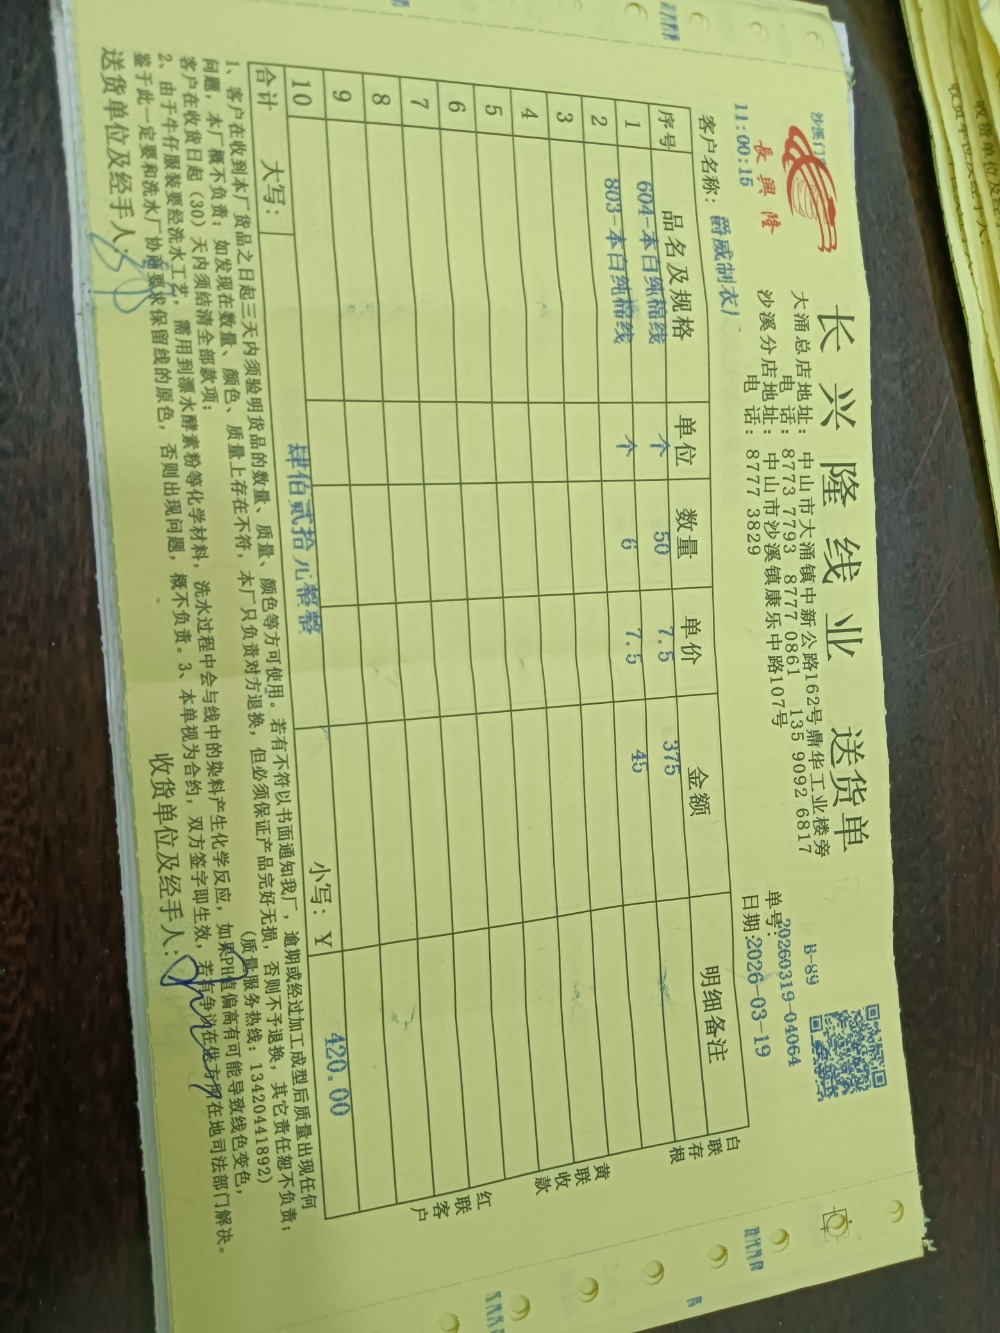 沙溪门
11:00:15
長興隆
长兴隆线业 送货单
大涌总店地址: 中山市大涌镇中新公路162号鼎华工业楼旁
电 话: 8773 7793 8777 0861 135 9092 6817
沙溪分店地址: 中山市沙溪镇康乐中路107号
电 话: 8777 3829
B-89
单号: 20260319-04064
日期:2026-03-19
客户名称: 爵威制衣厂
序号 品名及规格 单位 数量 单价 金额 明细备注
1 604-本白纯棉线 个 50 7.5 375
2 803-本白纯棉线 个 6 7.5 45
3
4
5
6
7
8
9
10
合计 大写: 肆佰贰拾元整整 小写: ¥ 420.00
白联存根
黄联收款
红联客户
1、客户在收到本厂货品之日起三天内须验明货品的数量、质量、颜色等方可使用。若有不符以书面通知我厂,逾期或经过加工成型后质量出现任何
问题,本厂概不负责;如发现在数量、颜色、质量上存在不符,本厂只负责对方退换,但必须保证产品完好无损,否则不予退换,其它责任恕不负责;
客户在收货日起(30)天内须结清全部款项; (质量服务热线:13420441892)
2、由于牛仔服装要经洗水工艺,需用到漂水酵素粉等化学材料,洗水过程中会与线中的染料产生化学反应,如果PH值偏高有可能导致线色变色,
鉴于此一定要和洗水厂协商要求保留线的原色,否则出现问题,概不负责。3、本单视为合约,双方签字即生效,若有争议在供方所在地司法部门解决。
送货单位及经手人: 收货单位及经手人: